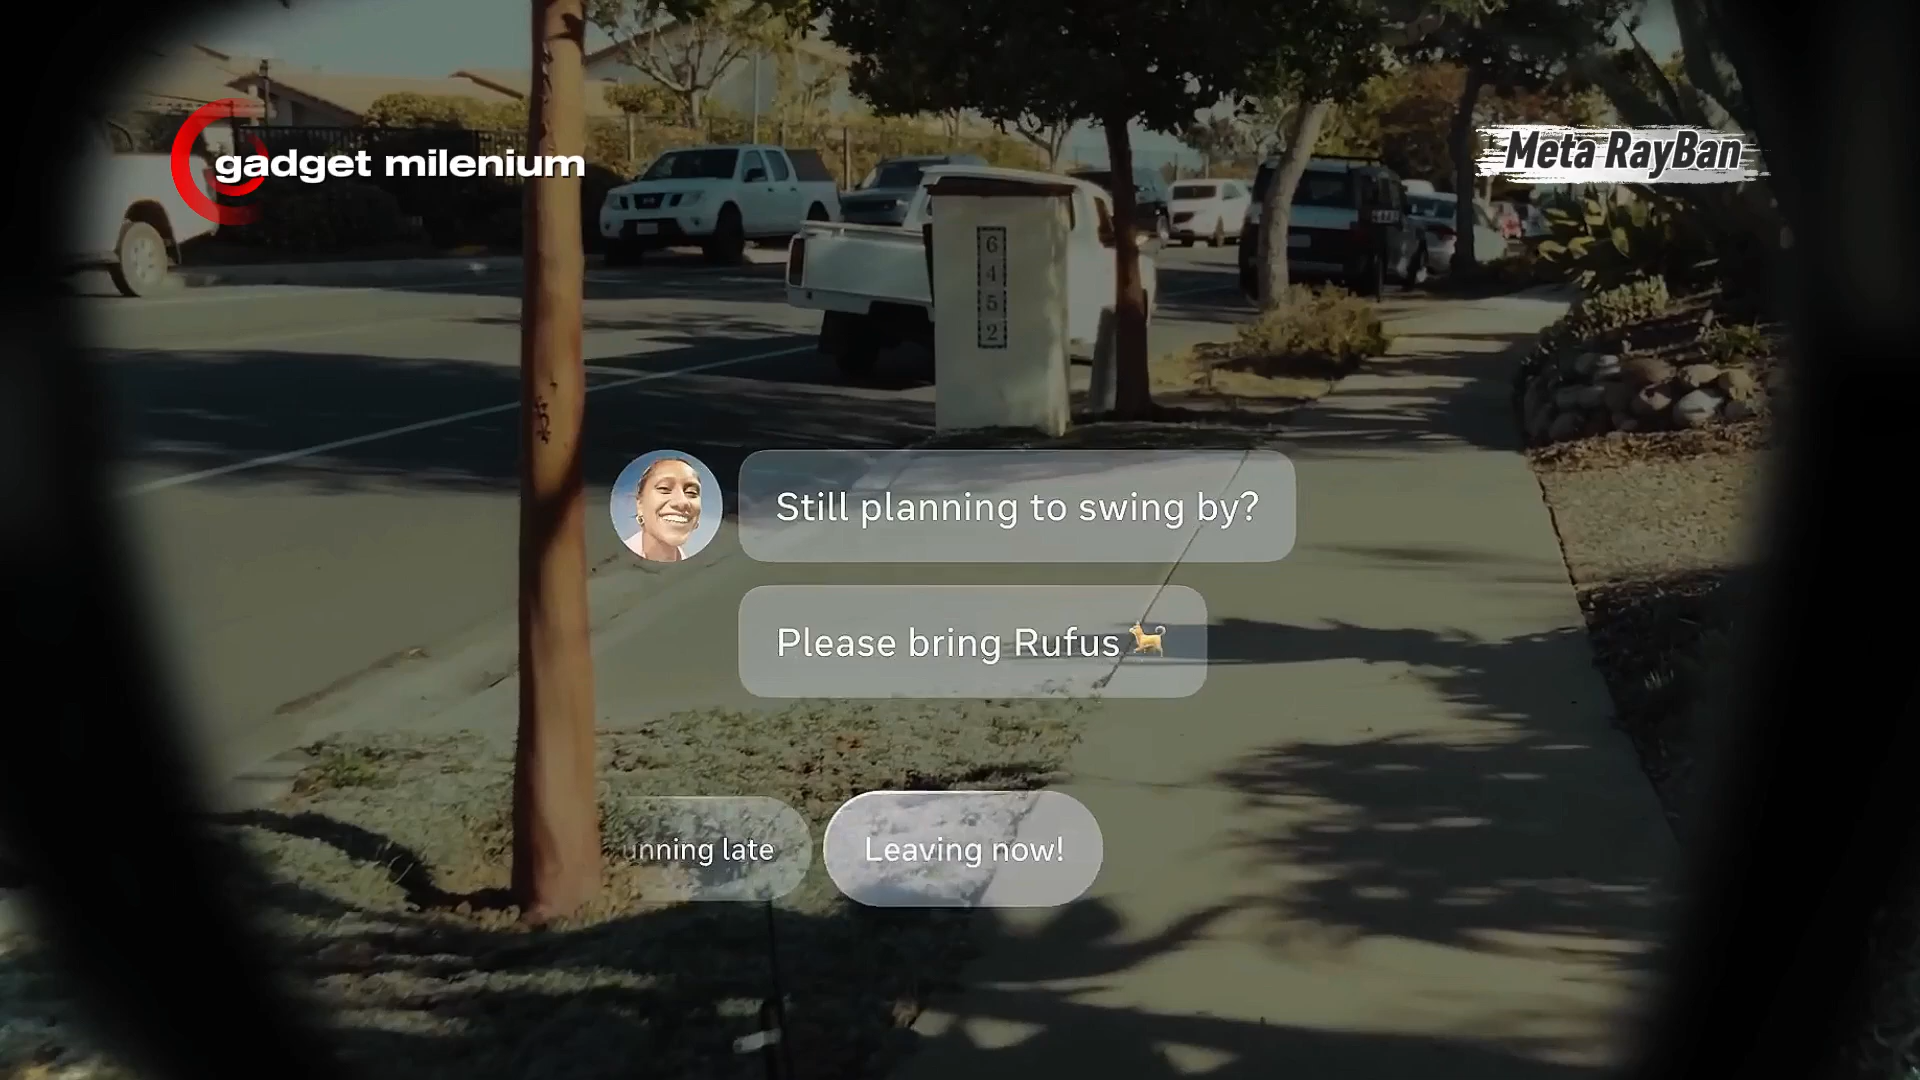 gadget milenium
Meta RayBan
6
4
5
2
Still planning to swing by?
Please bring Rufus 🐕
unning late
Leaving now!